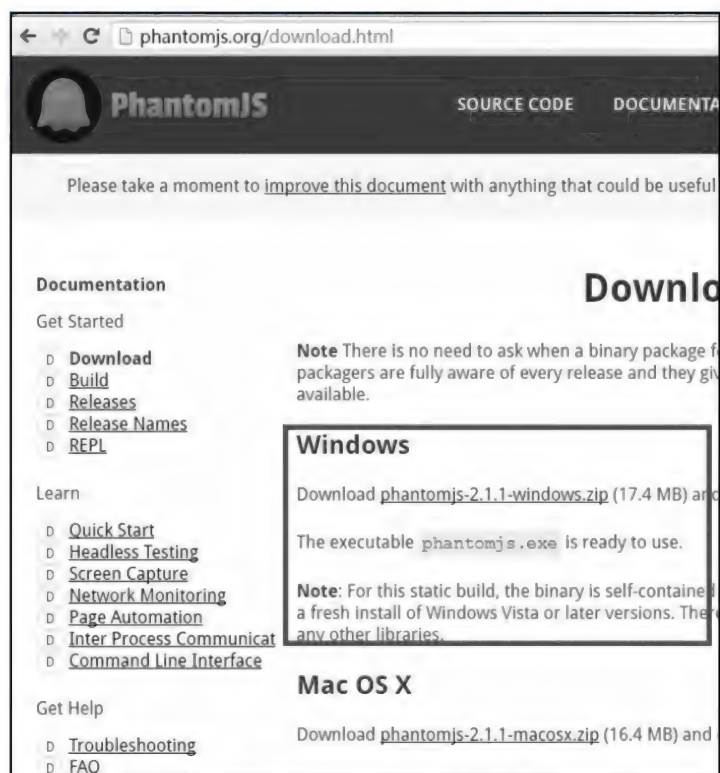 phantomjs.org/download.html
PhantomJS
SOURCE CODE DOCUMENTA
Please take a moment to improve this document with anything that could be useful
Documentation
Get Started
Download
Build
Releases
Release Names
REPL
Learn
Quick Start
Headless Testing
Screen Capture
Network Monitoring
Page Automation
Inter Process Communicat
Command Line Interface
Get Help
Troubleshooting
FAQ
Downlo
Note There is no need to ask when a binary package f
packagers are fully aware of every release and they giv
available.
Windows
Download phantomjs-2.1.1-windows.zip (17.4 MB) and
The executable phantomjs.exe is ready to use.
Note: For this static build, the binary is self-contained
a fresh install of Windows Vista or later versions. There
any other libraries.
Mac OS X
Download phantomjs-2.1.1-macosx.zip (16.4 MB) and